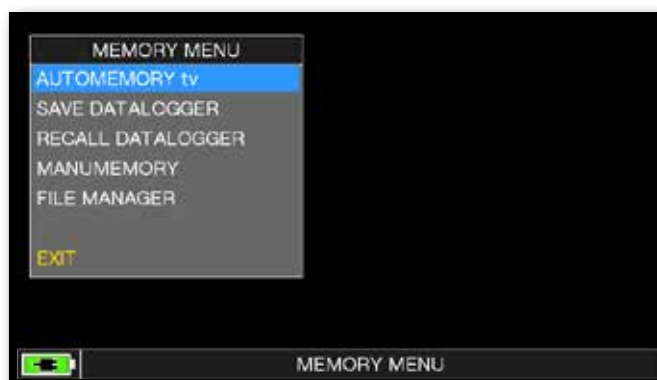 MEMORY MENU
AUTOMEMORY tv
SAVE DATALOGGER
RECALL DATALOGGER
MANUMEMORY
FILE MANAGER
EXIT
MEMORY MENU